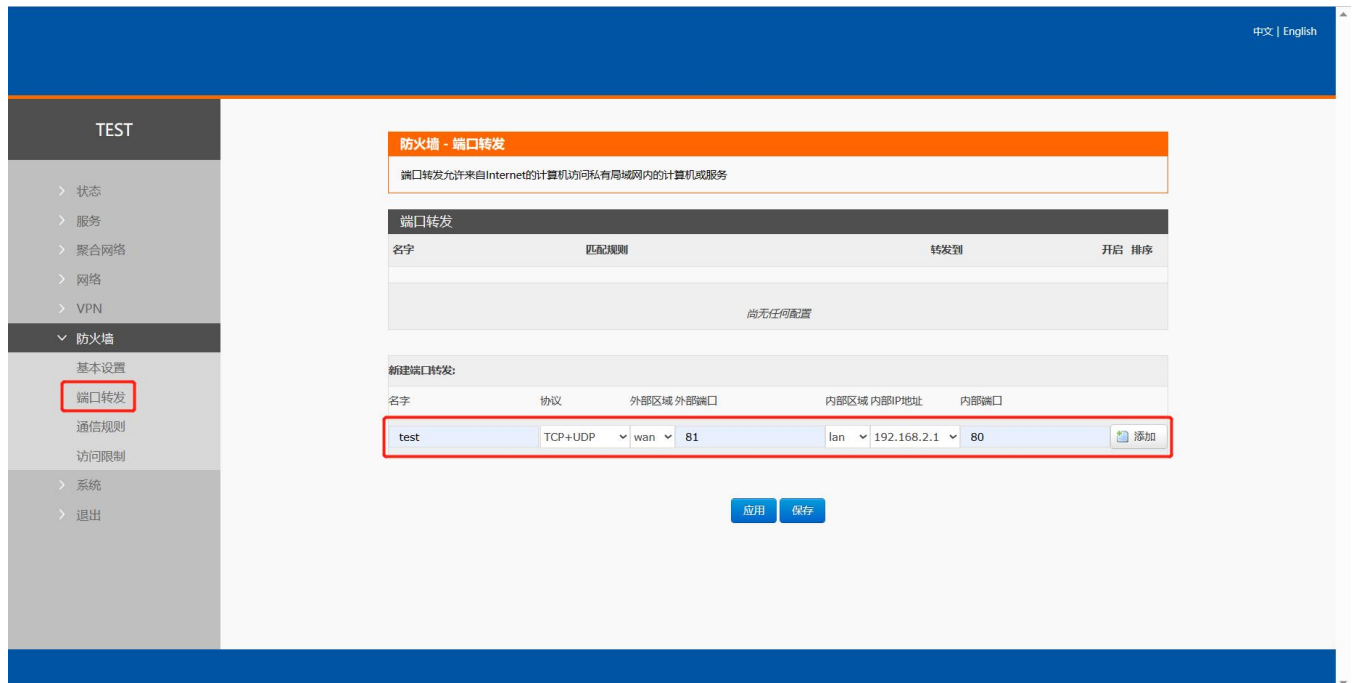 中文 | English
TEST
状态
服务
聚合网络
网络
VPN
防火墙
基本设置
端口转发
通信规则
访问限制
系统
退出
防火墙 - 端口转发
端口转发允许来自Internet的计算机访问私有局域网内的计算机或服务
端口转发
名字 匹配规则 转发到 开启 排序
尚无任何配置
新建端口转发:
名字 协议 外部区域 外部端口 内部区域 内部IP地址 内部端口
test TCP+UDP wan 81 lan 192.168.2.1 80 添加
应用 保存